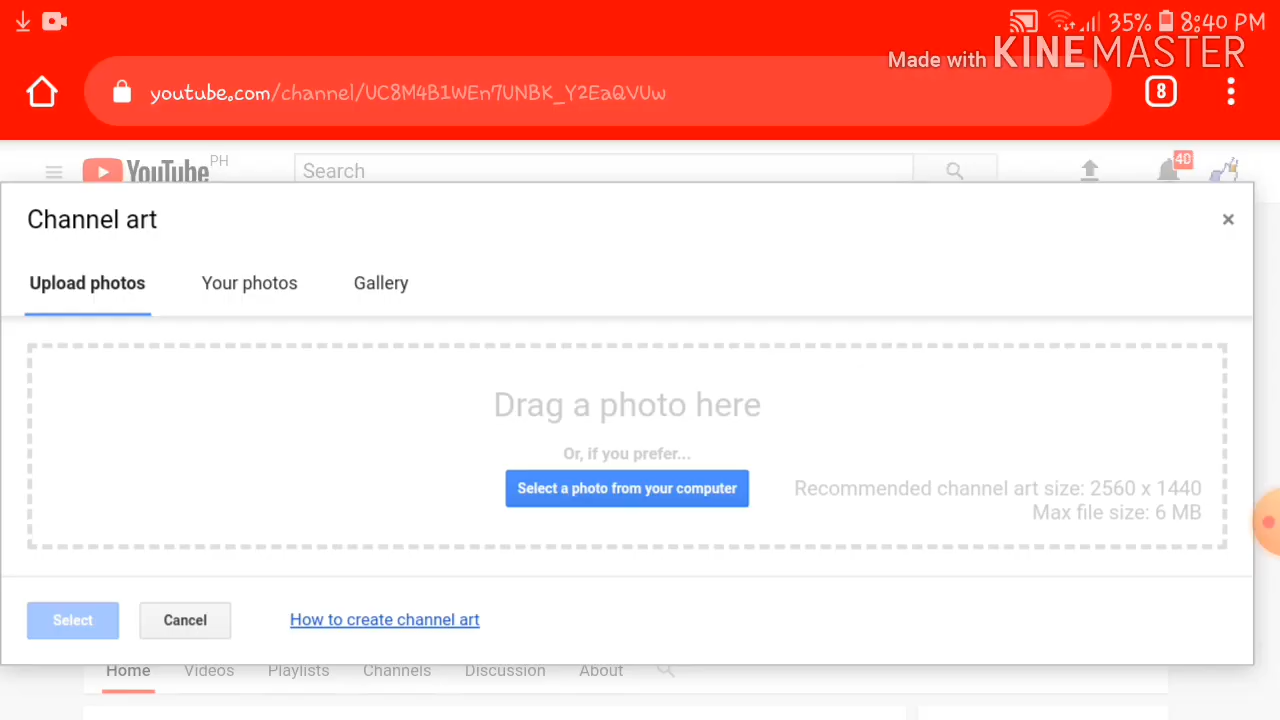 35% 8:40 PM
Made with KINEMASTER
youtube.com/channel/UC8M4B1WEn7UNBK_Y2EaQVUw
8
YouTube PH
Search
40
Channel art
×
Upload photos Your photos Gallery
Drag a photo here
Or, if you prefer...
Select a photo from your computer
Recommended channel art size: 2560 x 1440
Max file size: 6 MB
Select Cancel How to create channel art
Home Videos Playlists Channels Discussion About